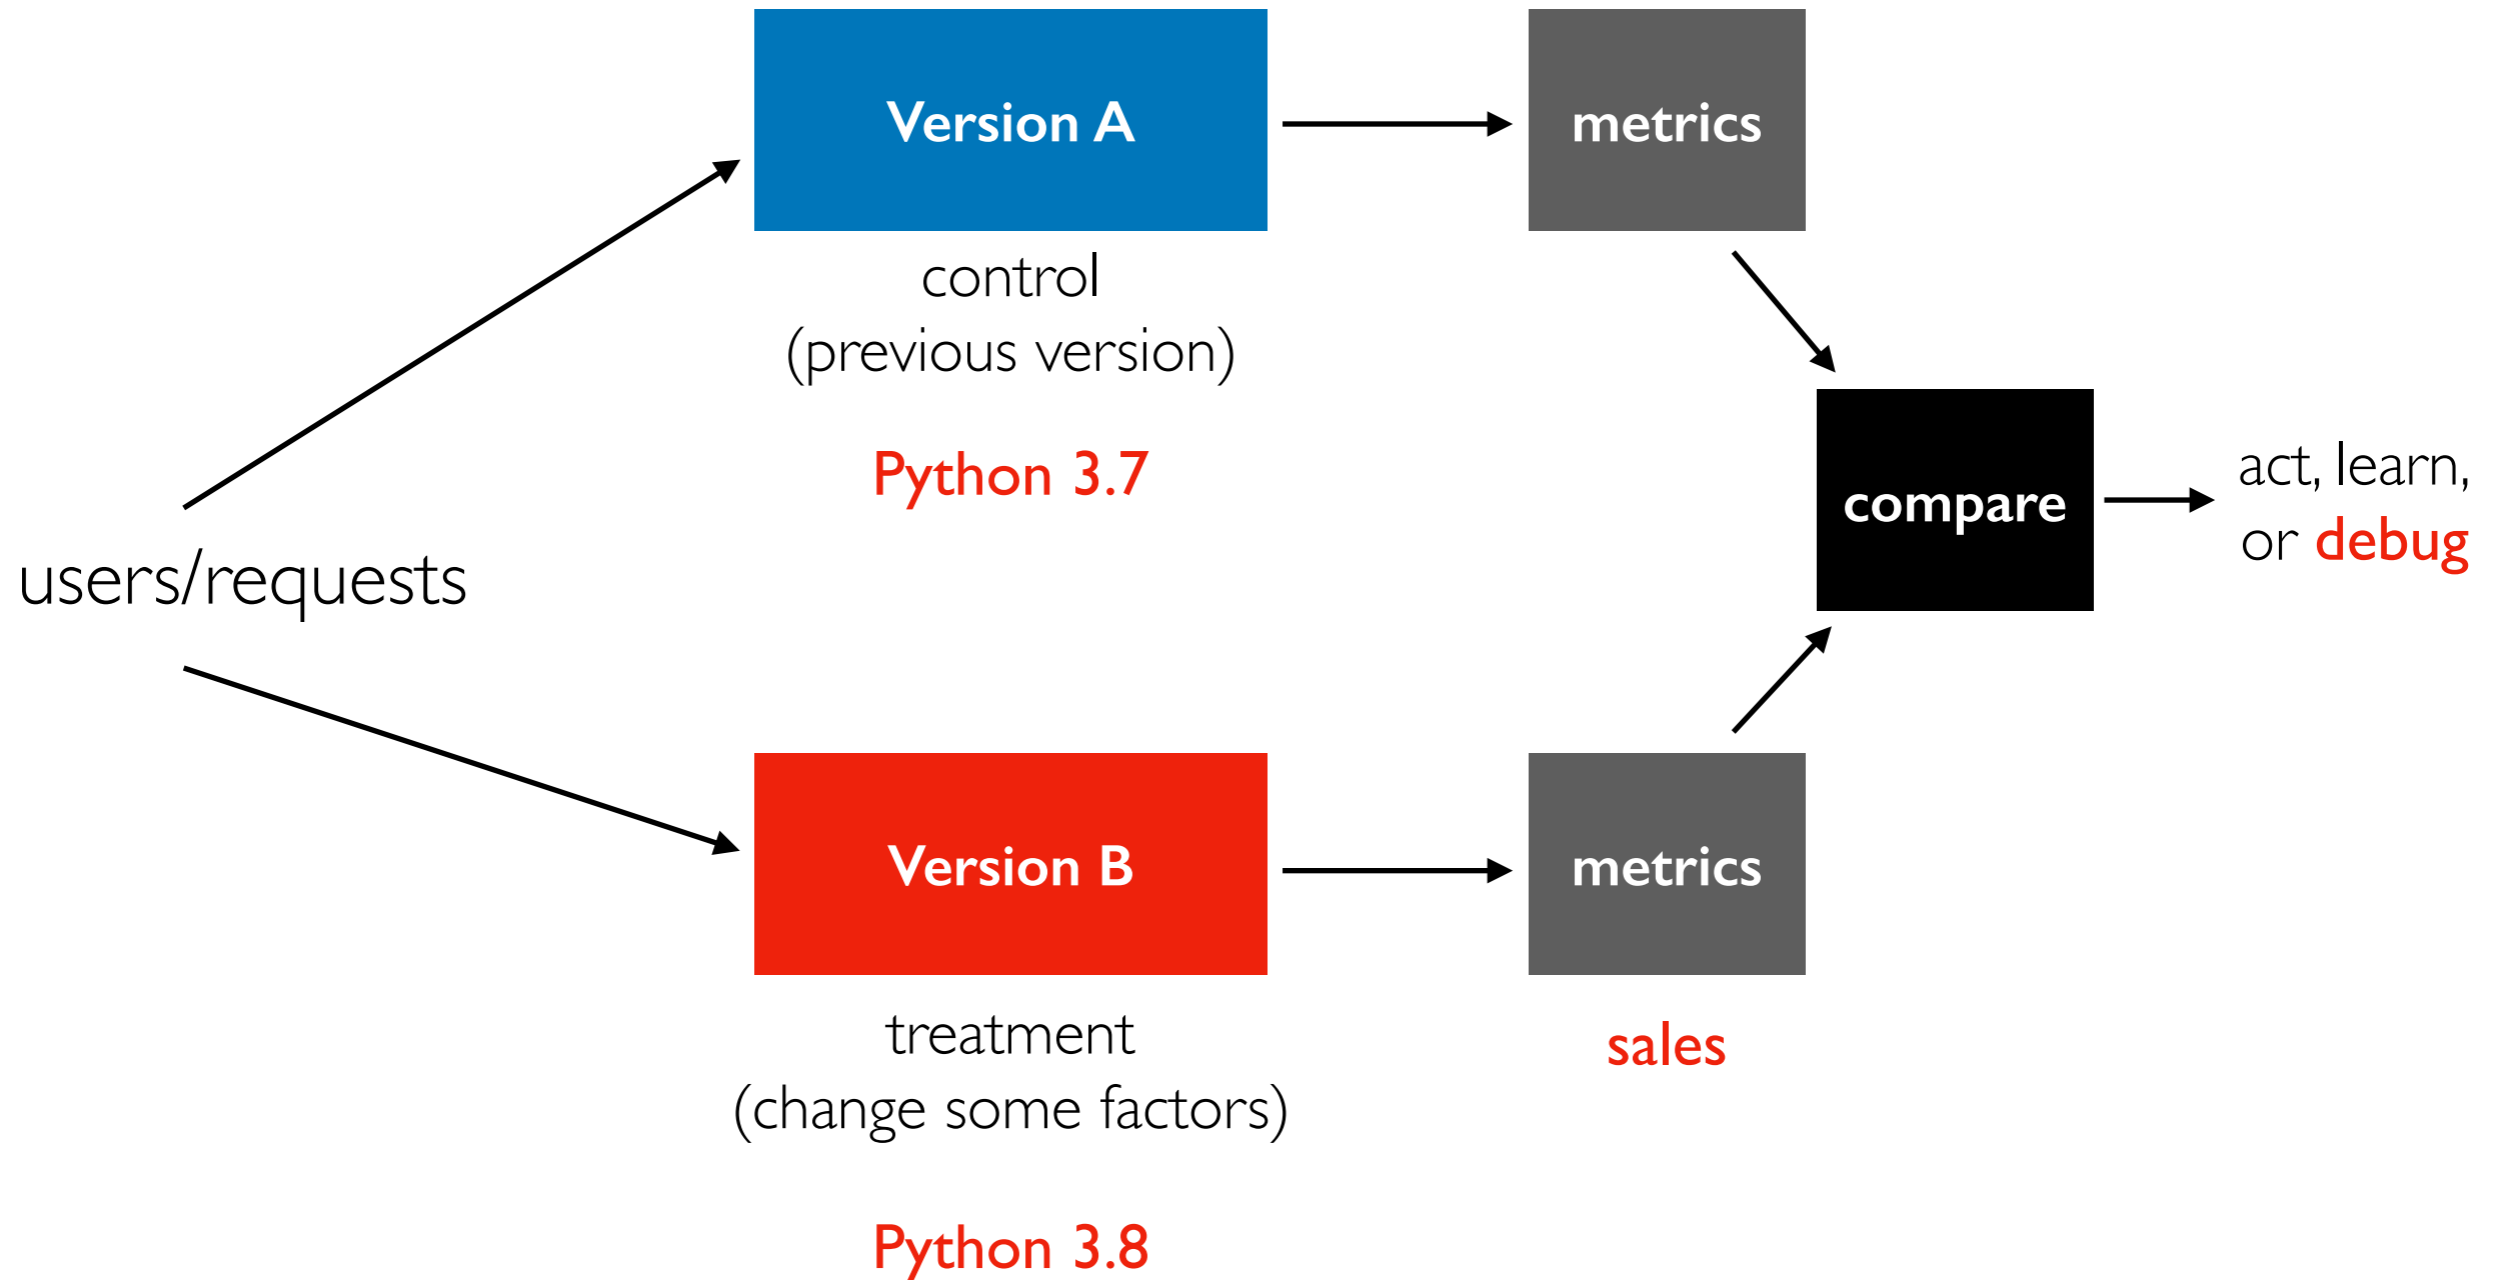 users/requests
Version A
control
(previous version)
Python 3.7
metrics
Version B
treatment
(change some factors)
Python 3.8
metrics
sales
compare
act, learn,
or debug